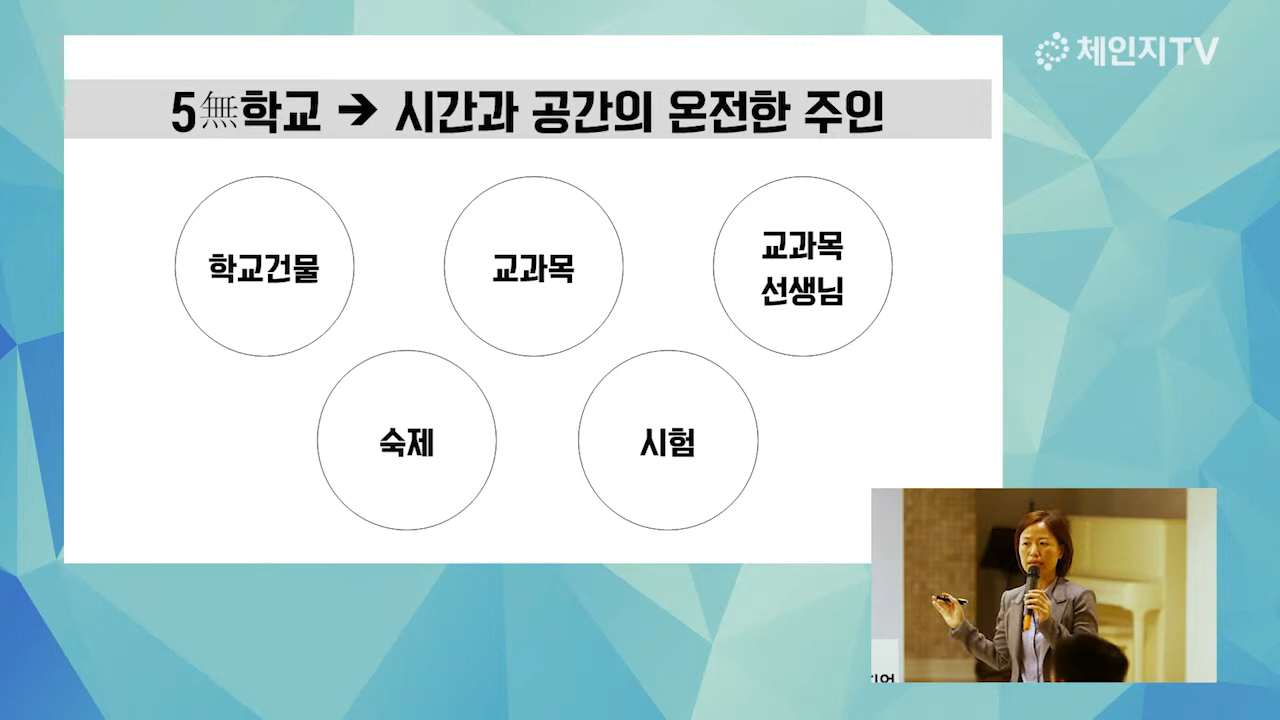 체인지TV
5無학교 → 시간과 공간의 온전한 주인
학교건물
교과목
교과목
선생님
숙제
시험